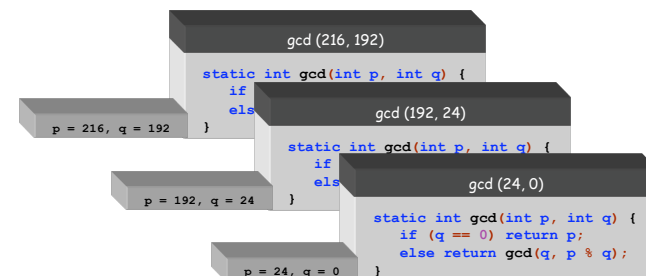 gcd (216, 192)
static int gcd(int p, int q) {
if
els
}
p = 216, q = 192
gcd (192, 24)
static int gcd(int p, int q) {
if
els
}
p = 192, q = 24
gcd (24, 0)
static int gcd(int p, int q) {
if (q == 0) return p;
else return gcd(q, p % q);
}
p = 24, q = 0